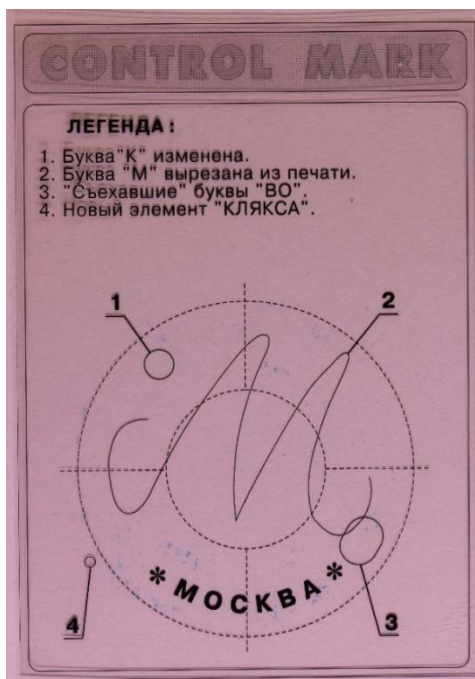 CONTROL MARK
ЛЕГЕНДА:
1. Буква"К" изменена.
2. Буква "М" вырезана из печати.
3. "Съехавшие" буквы "ВО".
4. Новый элемент "КЛЯКСА".
1
2
* МОСКВА *
4
3